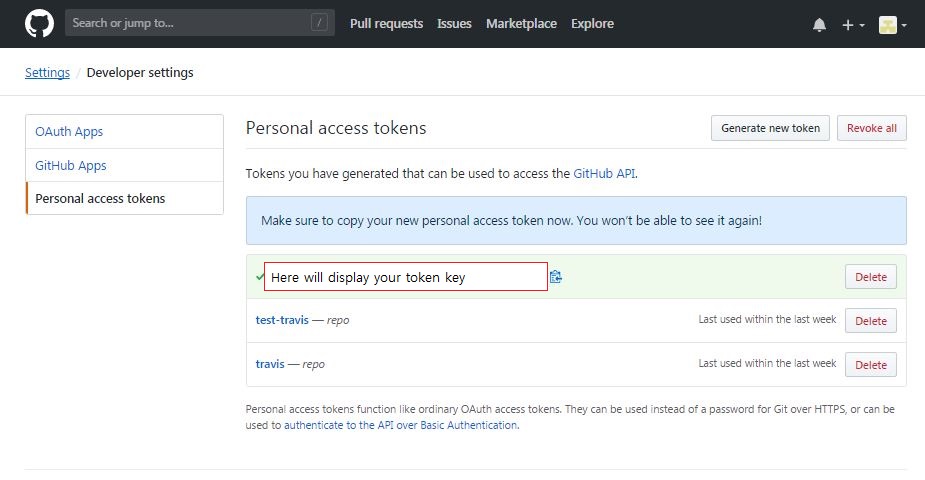 Search or jump to... / Pull requests Issues Marketplace Explore
Settings / Developer settings
OAuth Apps
GitHub Apps
Personal access tokens
Personal access tokens
Generate new token Revoke all
Tokens you have generated that can be used to access the GitHub API.
Make sure to copy your new personal access token now. You won't be able to see it again!
Here will display your token key Delete
test-travis — repo Last used within the last week Delete
travis — repo Last used within the last week Delete
Personal access tokens function like ordinary OAuth access tokens. They can be used instead of a password for Git over HTTPS, or can be
used to authenticate to the API over Basic Authentication.